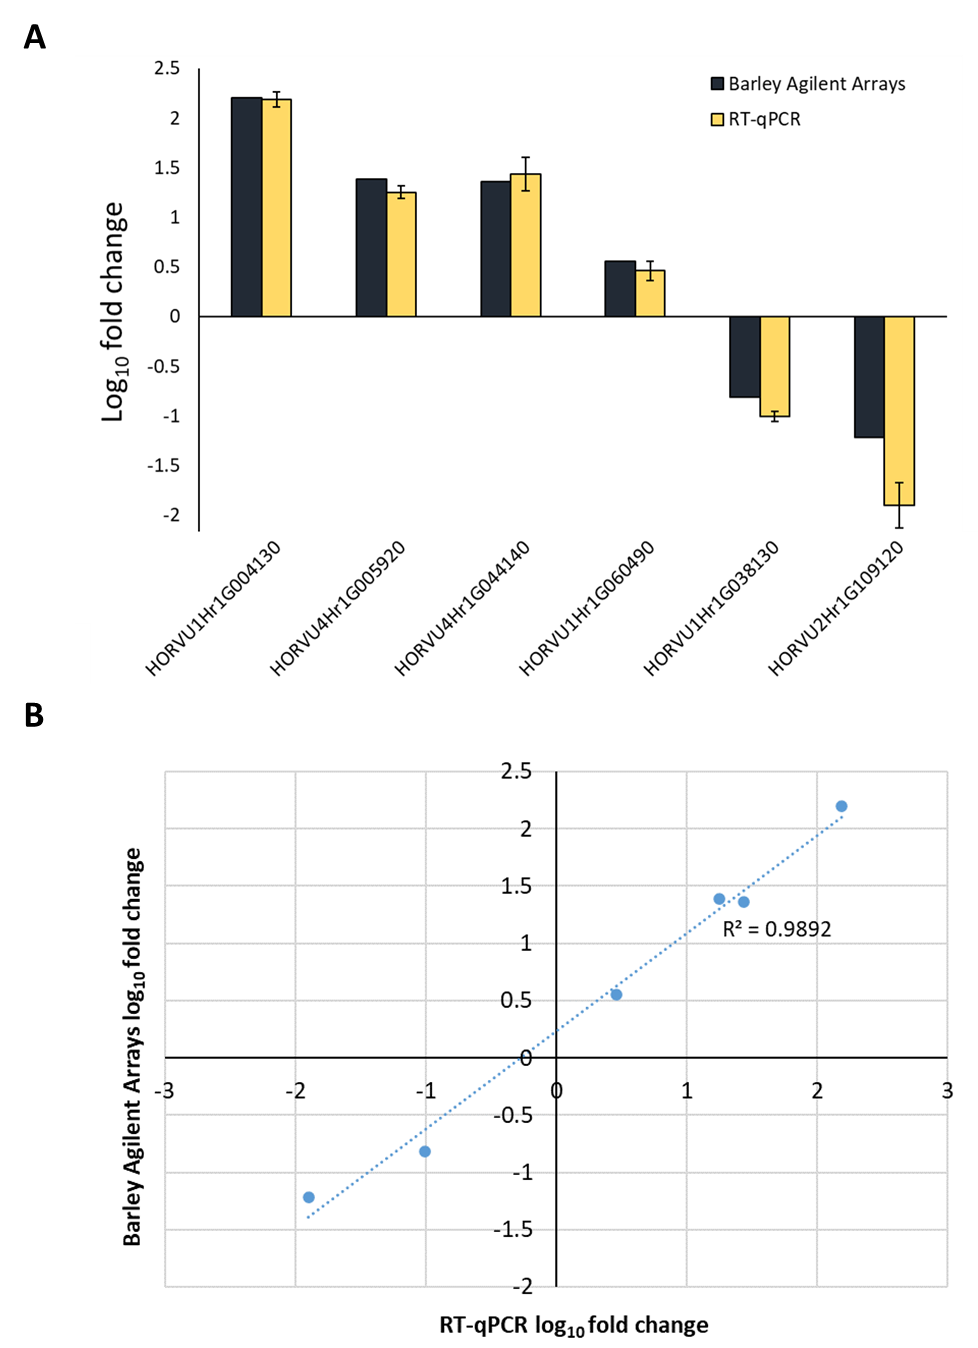 A
2.5
2
1.5
1
0.5
0
-0.5
-1
-1.5
-2
Log10 fold change
Barley Agilent Arrays
RT-qPCR
HORVU1Hr1G004130
HORVU4Hr1G005920
HORVU4Hr1G044140
HORVU1Hr1G060490
HORVU1Hr1G038130
HORVU2Hr1G109120
B
2.5
2
1.5
1
0.5
0
-0.5
-1
-1.5
-2
-3
-2
-1
0
1
2
3
R² = 0.9892
Barley Agilent Arrays log10 fold change
RT-qPCR log10 fold change